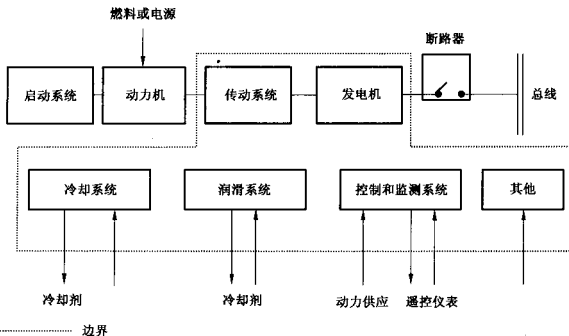 燃料或电源
断路器
启动系统
动力机
传动系统
发电机
总线
冷却系统
润滑系统
控制和监测系统
其他
冷却剂
冷却剂
动力供应
遥控仪表
边界